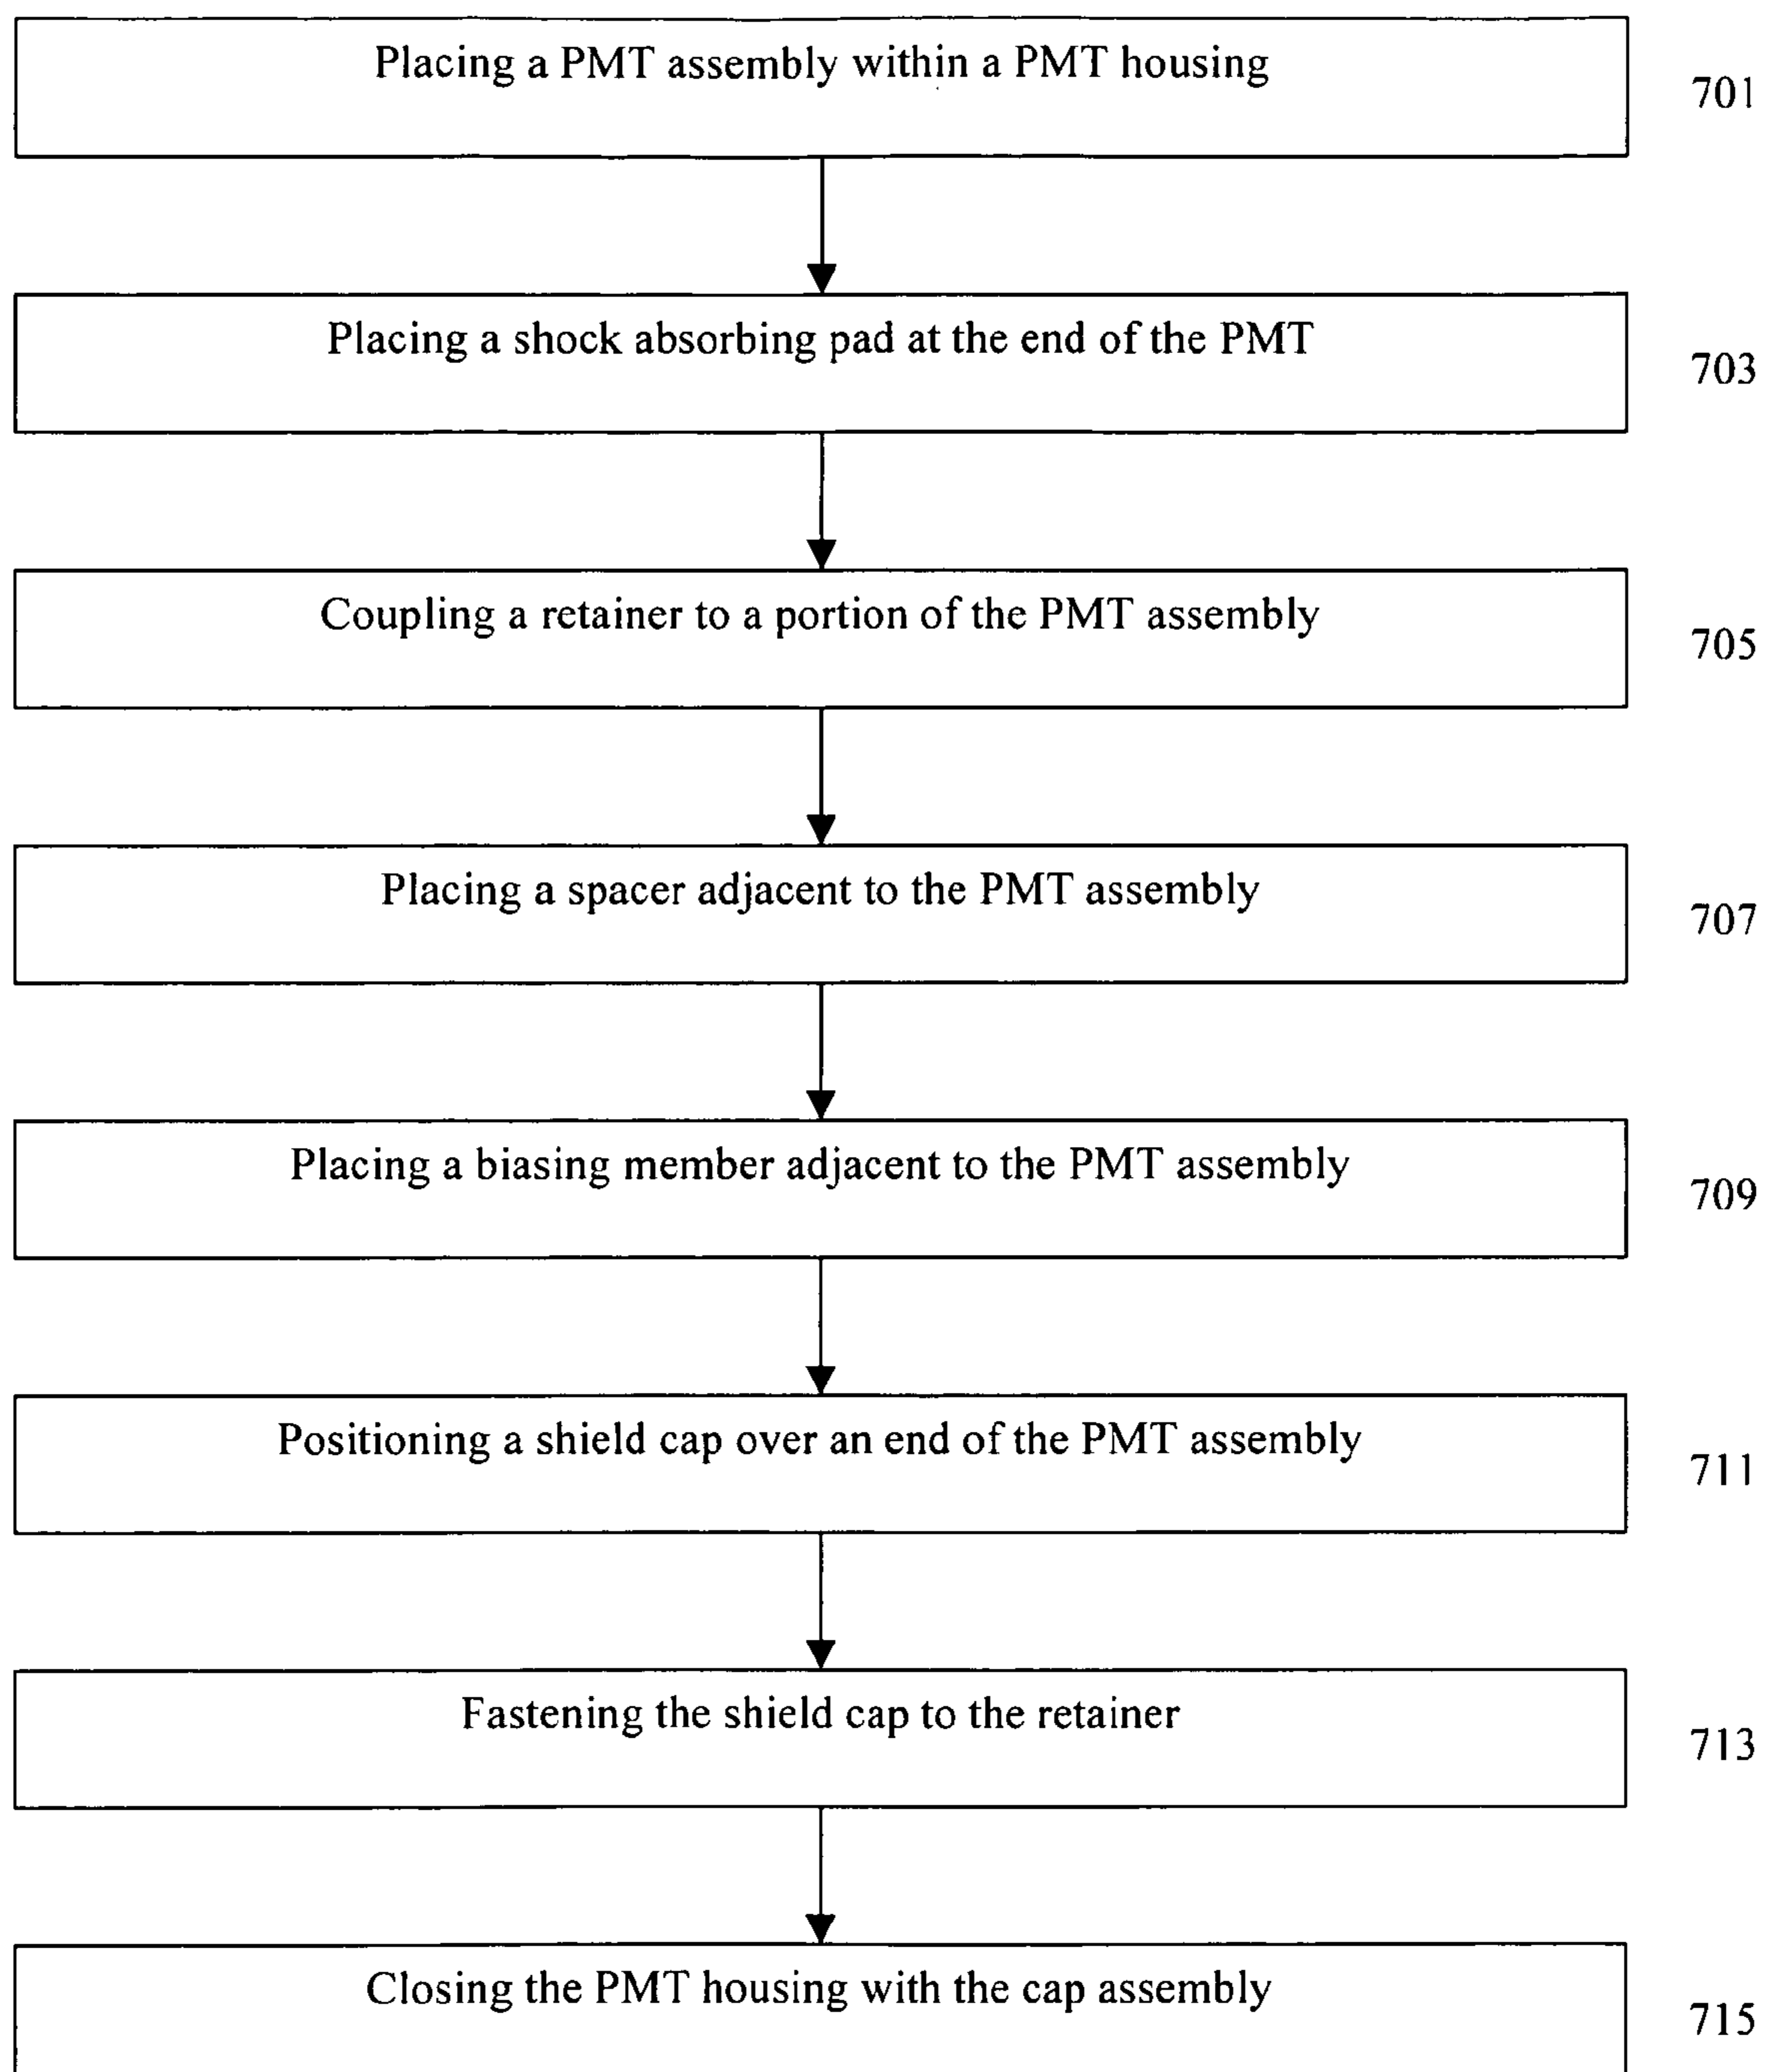 Placing a PMT assembly within a PMT housing
701
Placing a shock absorbing pad at the end of the PMT
703
Coupling a retainer to a portion of the PMT assembly
705
Placing a spacer adjacent to the PMT assembly
707
Placing a biasing member adjacent to the PMT assembly
709
Positioning a shield cap over an end of the PMT assembly
711
Fastening the shield cap to the retainer
713
Closing the PMT housing with the cap assembly
715